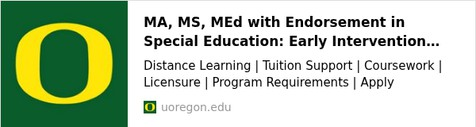 MA, MS, MEd with Endorsement in
Special Education: Early Intervention...
Distance Learning | Tuition Support | Coursework |
Licensure | Program Requirements | Apply
uoregon.edu